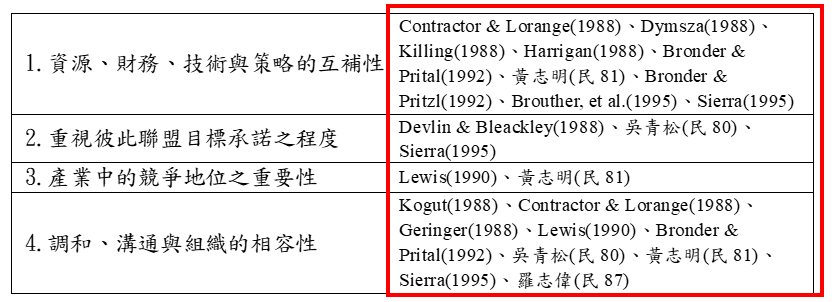 1.資源、財務、技術與策略的互補性
Contractor & Lorange(1988)、Dymsza(1988)、
Killing(1988)、Harrigan(1988)、Bronder &
Prital(1992)、黃志明(民 81)、Bronder &
Pritzl(1992)、Brouther, et al.(1995)、Sierra(1995)
2.重視彼此聯盟目標承諾之程度
Devlin & Bleackley(1988)、吳青松(民 80)、
Sierra(1995)
3.產業中的競爭地位之重要性
Lewis(1990)、黃志明(民 81)
4.調和、溝通與組織的相容性
Kogut(1988)、Contractor & Lorange(1988)、
Geringer(1988)、Lewis(1990)、Bronder &
Prital(1992)、吳青松(民 80)、黃志明(民 81)、
Sierra(1995)、羅志偉(民 87)